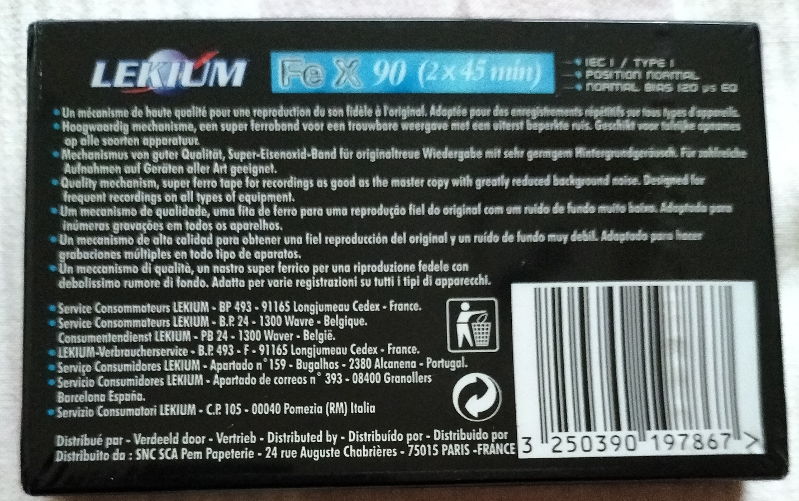 LEKIUM
Fe X 90 (2x45 min)
IEC I / TYPE I
POSITION NORMAL
NORMAL BIAS 120 µs EQ
• Un mécanisme de haute qualité pour une reproduction du son fidèle à l'original. Adaptée pour des enregistrements répétitifs sur tous types d'appareils.
• Hoogwaardig mechanisme, een super ferroband voor een trouwbare weergave met een uiterst beperkte ruis. Geschikt voor talrijke opnamen
op alle soorten apparatuur.
• Mechanismus von guter Qualität, Super-Eisenoxid-Band für originaltreue Wiedergabe mit sehr geringem Hintergrundgeräusch. Für zahlreiche
Aufnahmen auf Geräten aller Art geeignet.
• Quality mechanism, super ferro tape for recordings as good as the master copy with greatly reduced background noise. Designed for
frequent recordings on all types of equipment.
• Um mecanismo de qualidade, uma fita de ferro para uma reprodução fiel do original com um ruido de fundo muito baixo. Adaptada para
inúmeras gravações em todos os aparelhos.
• Un mecanismo de alta calidad para obtener una fiel reproducción del original y un ruído de fundo muy debil. Adaptado para hacer
grabaciones múltiples en todo tipo de aparatos.
• Un meccanismo di qualità, un nastro super ferrico per una riproduzione fedele con
debolissimo rumore di fondo. Adatta per varie registrazioni su tutti i tipi di apparecchi.
• Service Consommateurs LEKIUM - BP 493 - 91165 Longjumeau Cedex - France.
• Service Consommateurs LEKIUM - B.P. 24 - 1300 Wavre - Belgique.
Consumentendienst LEKIUM - PB 24 - 1300 Waver - België.
• LEKIUM-Verbraucherservice - B.P. 493 - F - 91165 Longjumeau Cedex - France.
• Serviço Consumidores LEKIUM - Apartado n°159 - Bugalhos - 2380 Alcanena - Portugal.
• Servicio Consumidores LEKIUM - Apartado de correos n° 393 - 08400 Granollers
Barcelona España.
• Servizio Consumatori LEKIUM - C.P. 105 - 00040 Pomezia (RM) Italia
Distribué par - Verdeeld door - Vertrieb - Distributed by - Distribuído por - Distribuido por
Distribuito da : SNC SCA Pem Papeterie - 24 rue Auguste Chabrières - 75015 PARIS -FRANCE
3 250390 197867 >